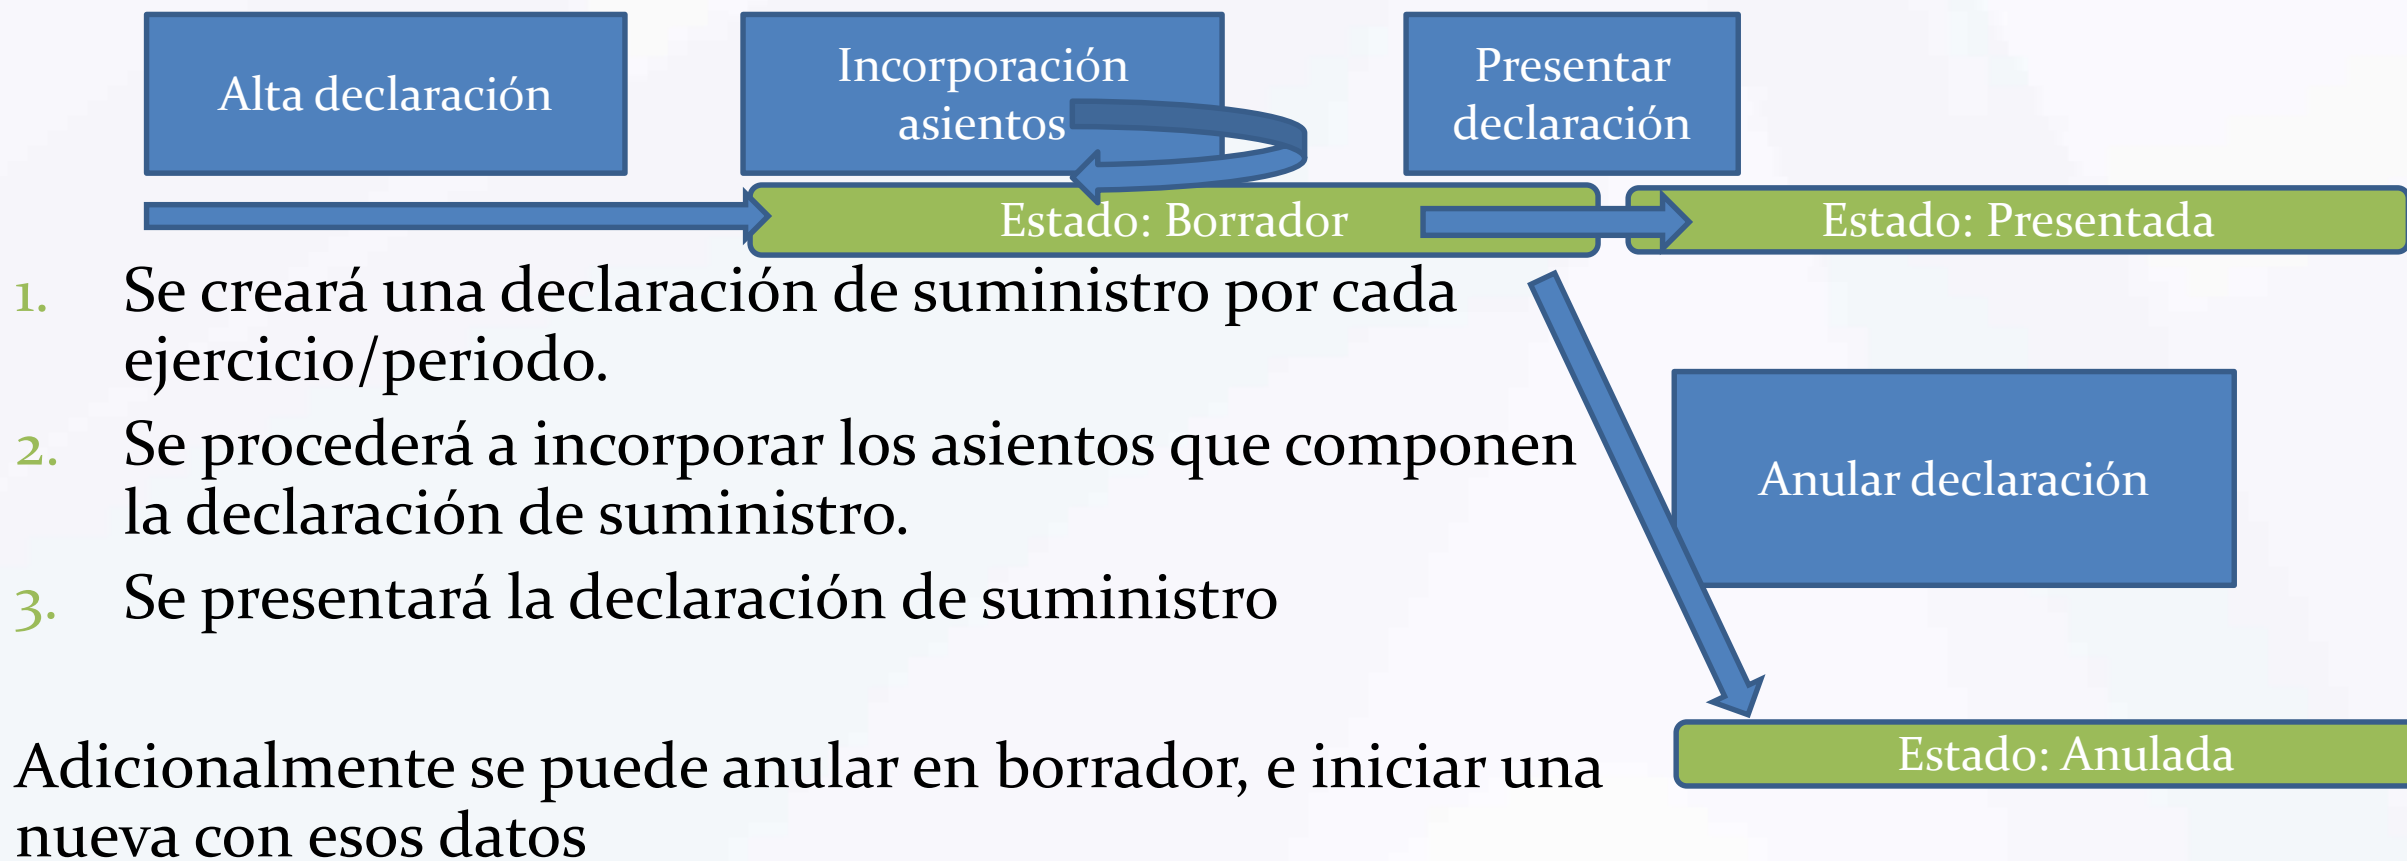 Alta declaración
Incorporación
asientos
Presentar
declaración
Estado: Borrador
Estado: Presentada
1. Se creará una declaración de suministro por cada
ejercicio/periodo.
2. Se procederá a incorporar los asientos que componen
la declaración de suministro.
3. Se presentará la declaración de suministro
Anular declaración
Estado: Anulada
Adicionalmente se puede anular en borrador, e iniciar una
nueva con esos datos